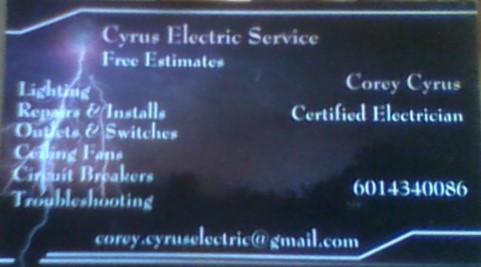 Cyrus Electric Service
Free Estimates
Corey Cyrus
Certified Electrician
Lighting
Repairs & Installs
Outlets & Switches
Ceiling Fans
Circuit Breakers
Troubleshooting
6014340086
corey.cyruselectric@gmail.com